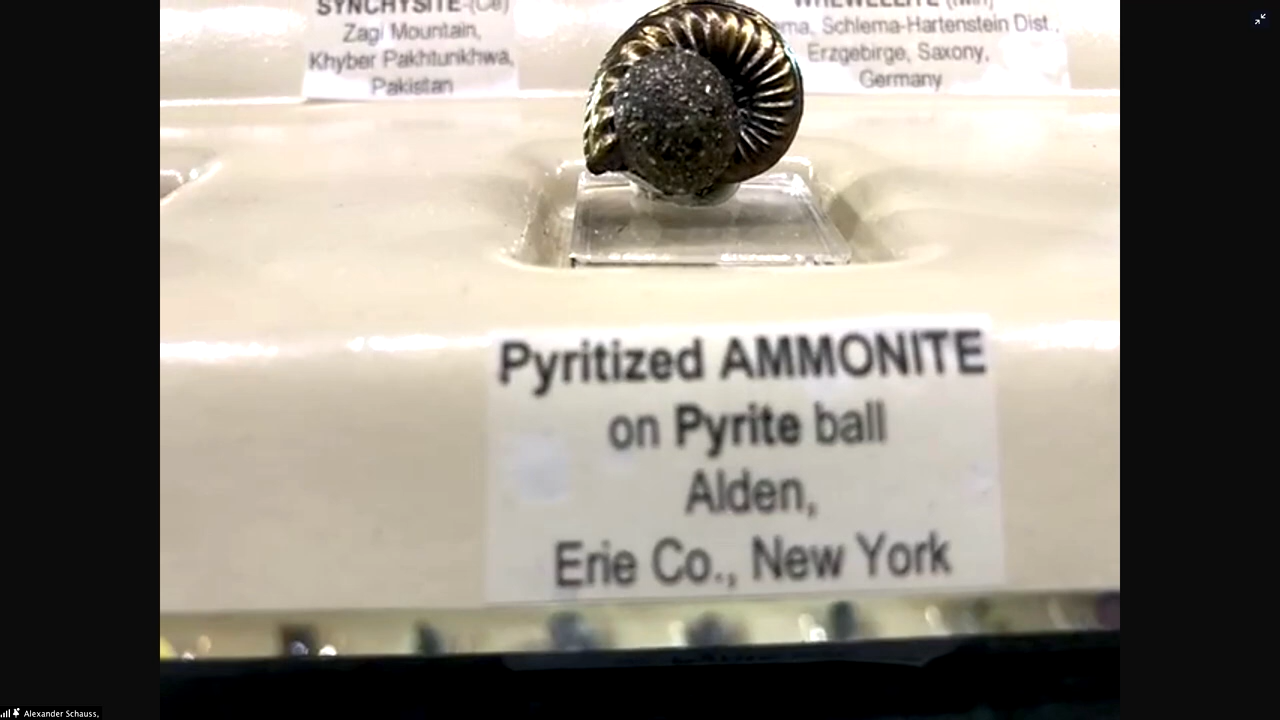 SYNCHYSITE-(Ce)
Zagi Mountain,
Khyber Pakhtunkhwa,
Pakistan
Schlema-Hartenstein Dist.,
Erzgebirge, Saxony,
Germany
Pyritized AMMONITE
on Pyrite ball
Alden,
Erie Co., New York
Alexander Schauss,